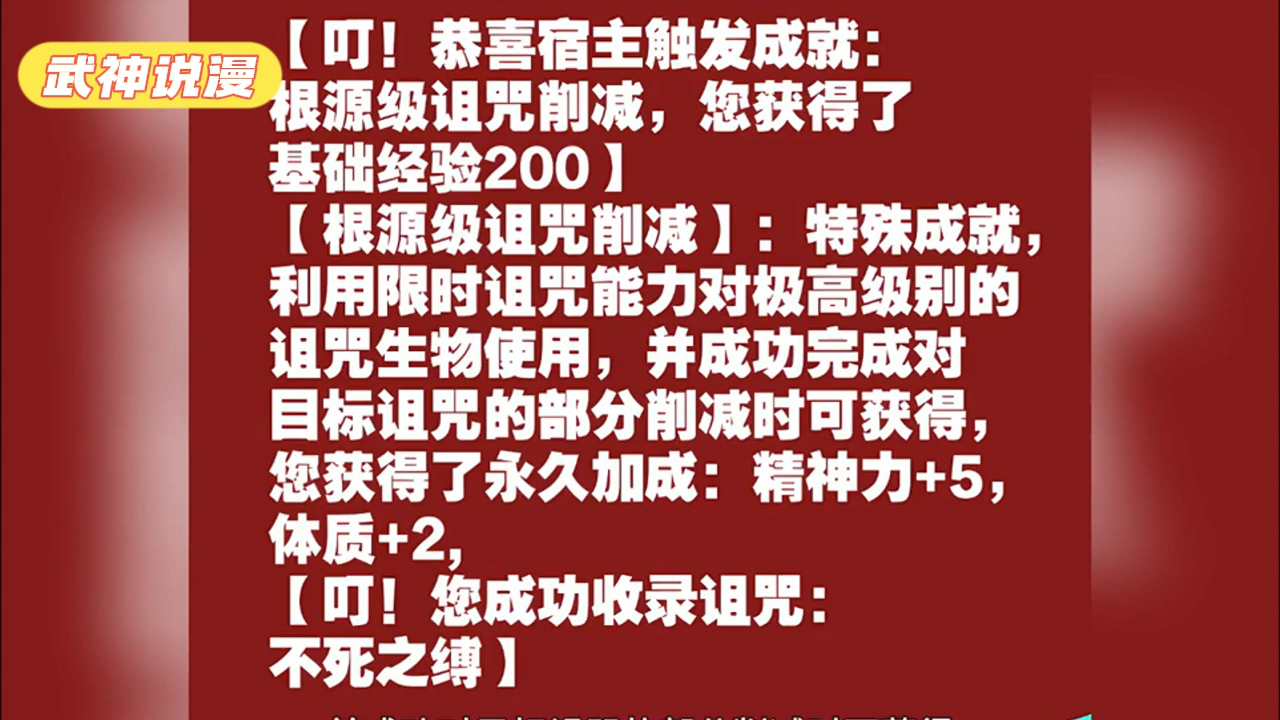 武神说漫
【叮！恭喜宿主触发成就：
根源级诅咒削减，您获得了
基础经验200】
【根源级诅咒削减】：特殊成就，
利用限时诅咒能力对极高级别的
诅咒生物使用，并成功完成对
目标诅咒的部分削减时可获得，
您获得了永久加成：精神力+5，
体质+2，
【叮！您成功收录诅咒：
不死之缚】